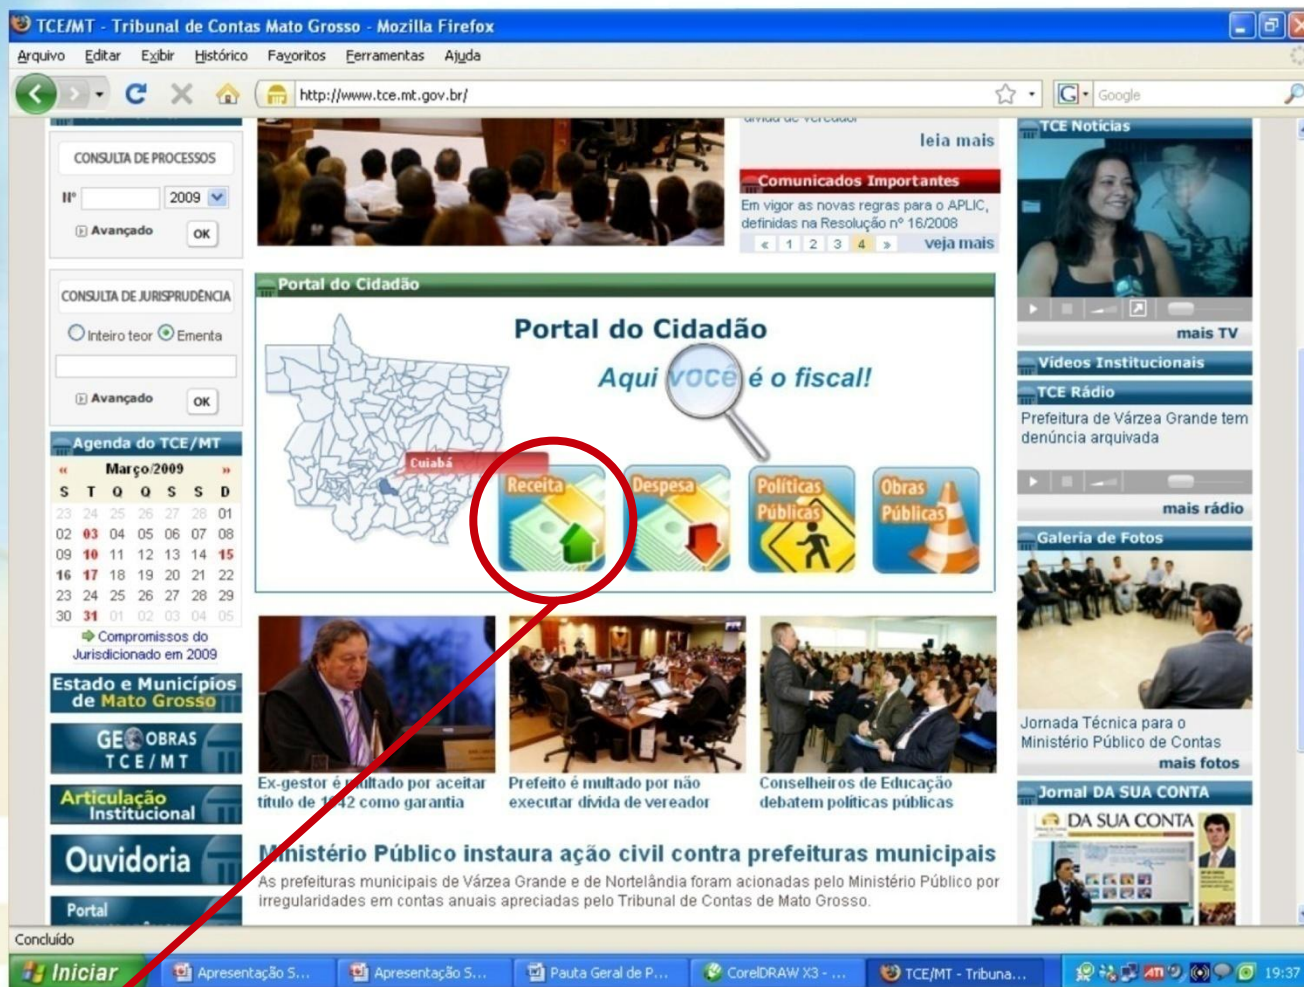 TCE/MT - Tribunal de Contas Mato Grosso - Mozilla Firefox
Arquivo Editar Exibir Histórico Favoritos Ferramentas Ajuda
http://www.tce.mt.gov.br/
Google
CONSULTA DE PROCESSOS
Nº 2009
Avançado OK
CONSULTA DE JURISPRUDÊNCIA
Inteiro teor Ementa
Avançado OK
Agenda do TCE/MT
« Março/2009 »
S T Q Q S S D
23 24 25 26 27 28 01
02 03 04 05 06 07 08
09 10 11 12 13 14 15
16 17 18 19 20 21 22
23 24 25 26 27 28 29
30 31 01 02 03 04 05
Compromissos do
Jurisdicionado em 2009
Estado e Municípios
de Mato Grosso
GEOBRAS
TCE/MT
Articulação
Institucional
Ouvidoria
Portal
leia mais
Comunicados Importantes
Em vigor as novas regras para o APLIC,
definidas na Resolução nº 16/2008
« 1 2 3 4 » veja mais
Portal do Cidadão
Portal do Cidadão
Aqui você é o fiscal!
Cuiabá
Receita
Despesa
Políticas
Públicas
Obras
Públicas
Ex-gestor é multado por aceitar
título de 1942 como garantia
Prefeito é multado por não
executar dívida de vereador
Conselheiros de Educação
debatem políticas públicas
Ministério Público instaura ação civil contra prefeituras municipais
As prefeituras municipais de Várzea Grande e de Nortelândia foram acionadas pelo Ministério Público por
irregularidades em contas anuais apreciadas pelo Tribunal de Contas de Mato Grosso.
TCE Notícias
mais TV
Vídeos Institucionais
TCE Rádio
Prefeitura de Várzea Grande tem
denúncia arquivada
mais rádio
Galeria de Fotos
Jornada Técnica para o
Ministério Público de Contas
mais fotos
Jornal DA SUA CONTA
DA SUA CONTA
Concluído
Iniciar
Apresentação S...
Apresentação S...
Pauta Geral de P...
CorelDRAW X3 - ...
TCE/MT - Tribuna...
ATI
19:37